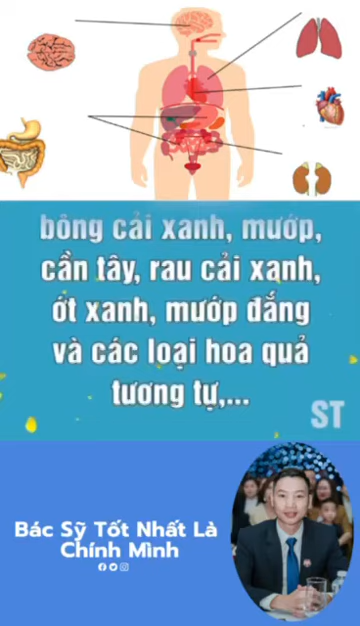 bông cải xanh, mướp,
cần tây, rau cải xanh,
ớt xanh, mướp đắng
và các loại hoa quả
tương tự,...
ST
Bác Sỹ Tốt Nhất Là
Chính Mình